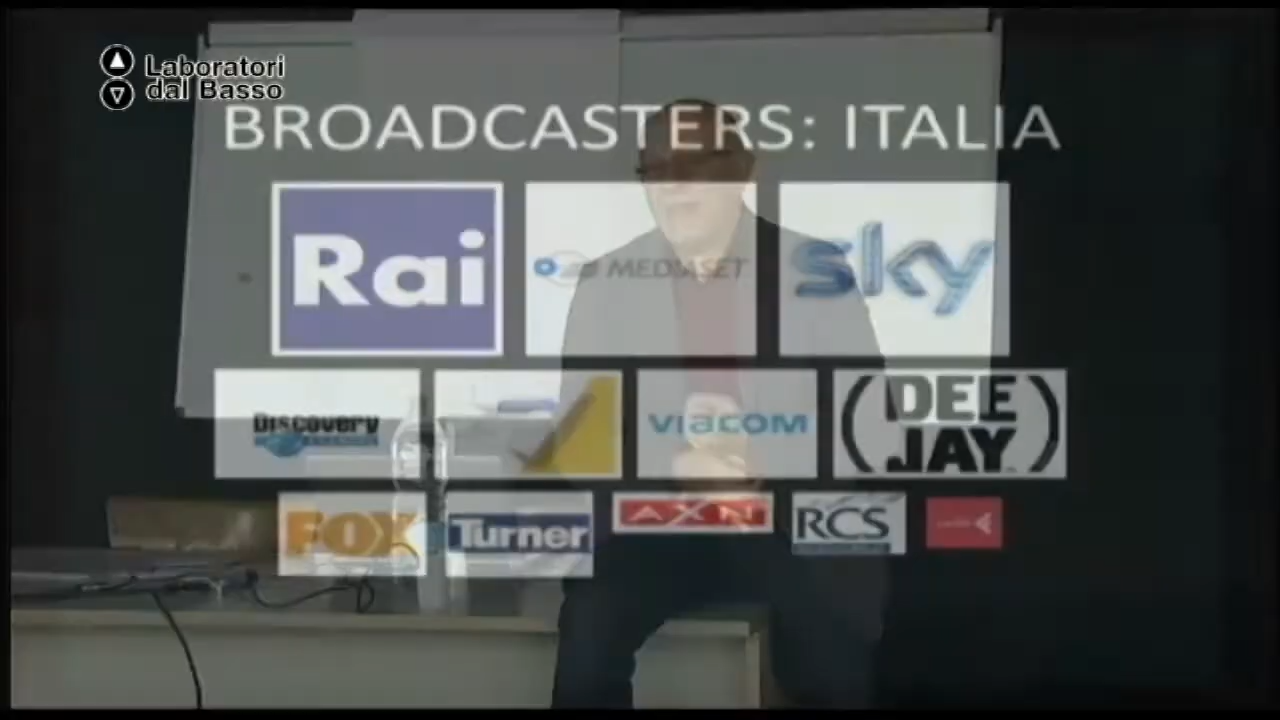 Laboratori
dal Basso
BROADCASTERS: ITALIA
Rai
MEDIASET
sky
Discovery
VIacom
(DEE
JAY)
FOX
Turner
AXN
RCS